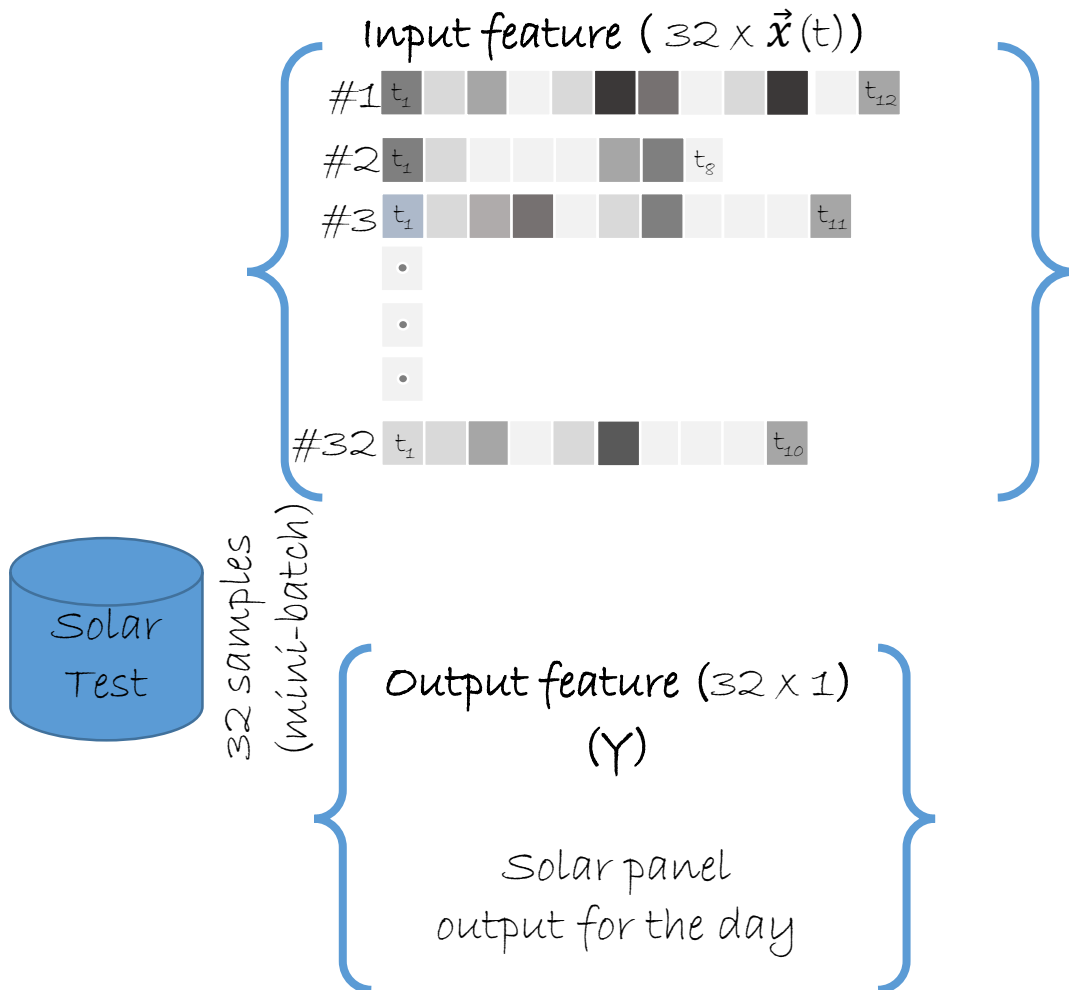 Input feature ( 32 x x⃗ (t) )
#1 t₁ t₁₂
#2 t₁ t₈
#3 t₁ t₁₁
#32 t₁ t₁₀
32 samples
(mini-batch)
Solar
Test
Output feature (32 x 1)
(Y)
Solar panel
output for the day